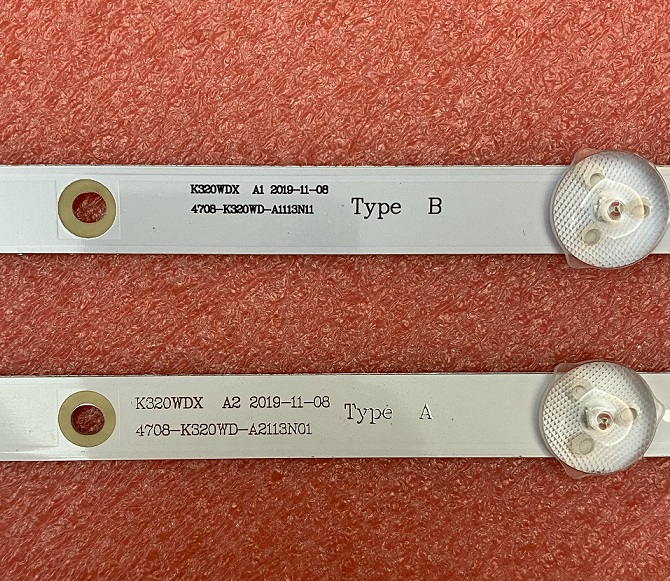 K320WDX A1 2019-11-08
4708-K320WD-A1113N11 Type B
K320WDX A2 2019-11-08
4708-K320WD-A2113N01 Type A